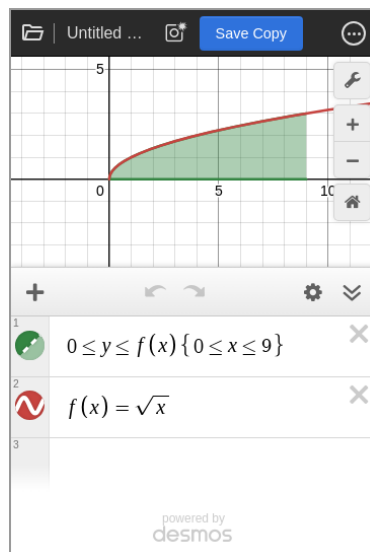 Untitled ...
Save Copy
5
0
5
10
1
0 ≤ y ≤ f(x) {0 ≤ x ≤ 9}
2
f(x) = √x
3
powered by
desmos